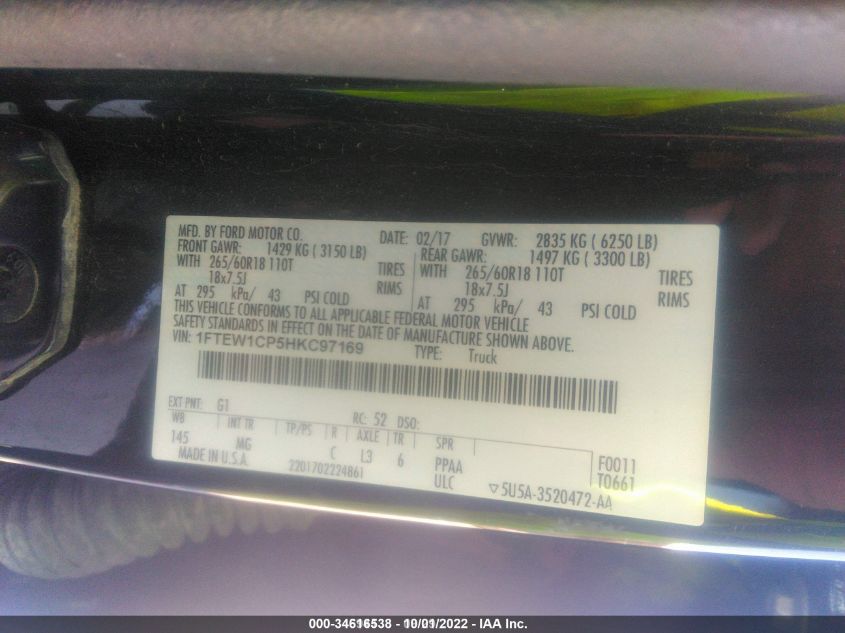 MFD. BY FORD MOTOR CO. DATE: 02/17 GVWR: 2835 KG ( 6250 LB)
FRONT GAWR: 1429 KG ( 3150 LB) REAR GAWR: 1497 KG ( 3300 LB)
WITH 265/60R18 110T TIRES WITH 265/60R18 110T TIRES
18x7.5J RIMS 18x7.5J RIMS
AT 295 kPa/ 43 PSI COLD AT 295 kPa/ 43 PSI COLD
THIS VEHICLE CONFORMS TO ALL APPLICABLE FEDERAL MOTOR VEHICLE
SAFETY STANDARDS IN EFFECT ON THE DATE OF MANUFACTURE SHOWN ABOVE.
VIN: 1FTEW1CP5HKC97169 TYPE: Truck
EXT PNT: G1 RC: 52 DSO:
WB INT TR TP/PS R AXLE TR SPR F0011
145 MG C L3 6 PPAA T0661
MADE IN U.S.A. 2201702224861 ULC ▽5U5A-3520472-AA
000-34616538 - 10/01/2022 - IAA Inc.